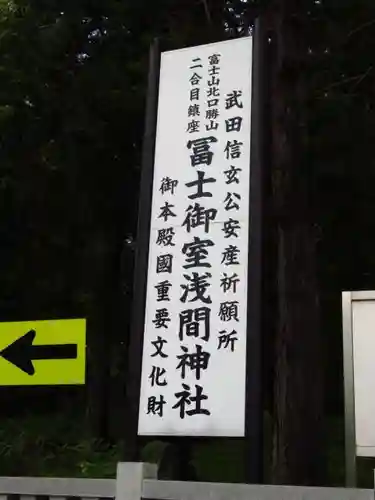 武田信玄公安産祈願所
富士山北口勝山
二合目鎮座
冨士御室浅間神社
御本殿國重要文化財